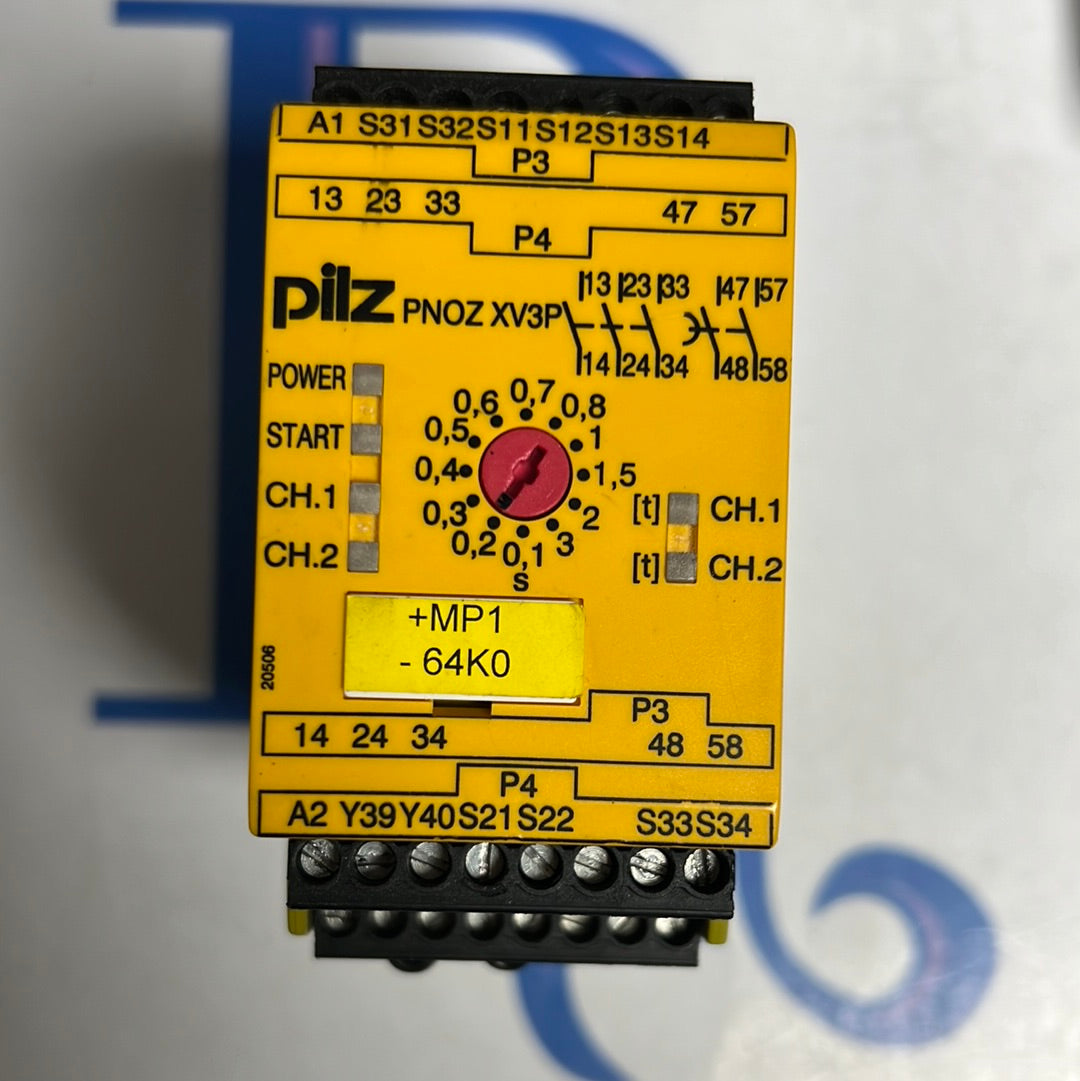 A1 S31 S32 S11 S12 S13 S14
P3
13 23 33 47 57
P4
pilz PNOZ XV3P
13 23 33 47 57
14 24 34 48 58
POWER
START
CH.1
CH.2
0,7
0,6 0,8
0,5 1
0,4 1,5
0,3 2
0,2 3
0,1
s
[t] CH.1
[t] CH.2
+MP1
- 64K0
20506
P3
14 24 34 48 58
P4
A2 Y39 Y40 S21 S22 S33 S34